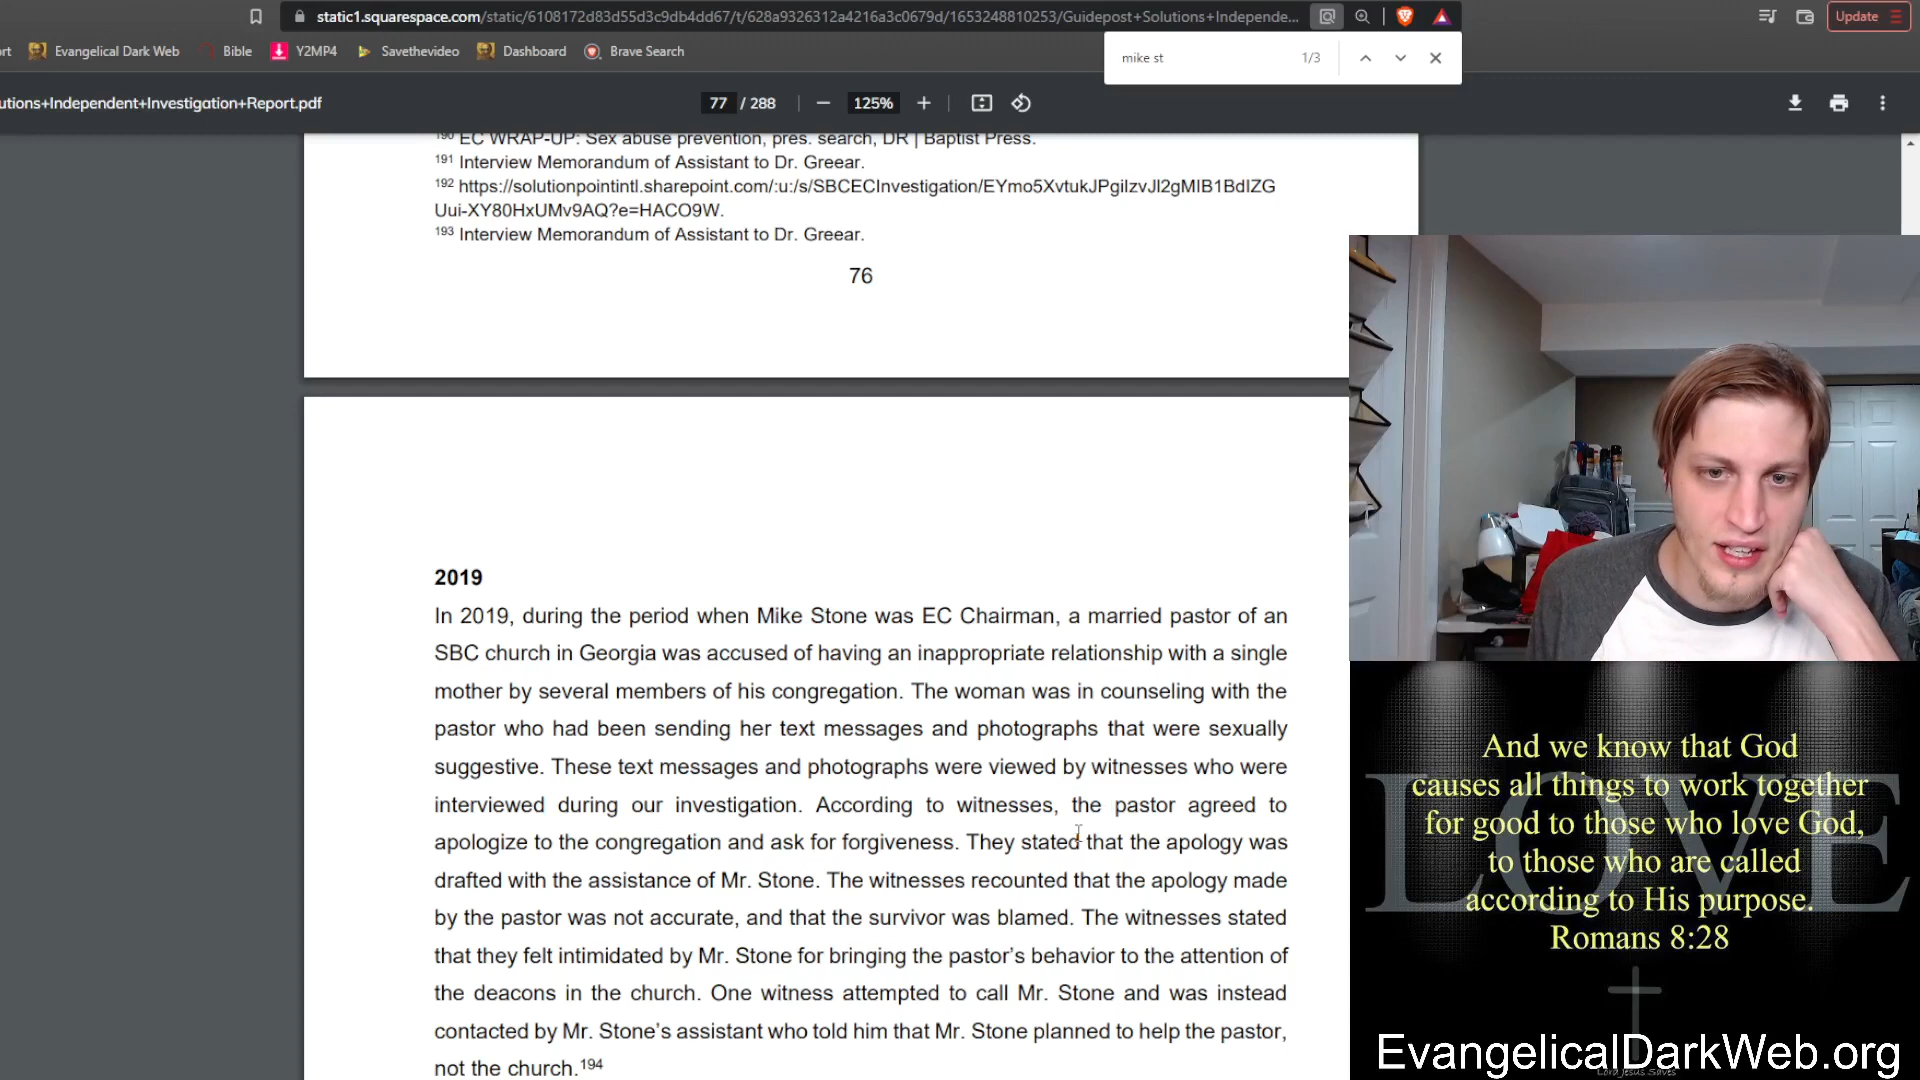 static1.squarespace.com/static/6108172d83d55d3c9db4dd67/t/628a9326312a4216a3c0679d/1653248810253/Guidepost+Solutions+Independe...
Update
rt
Evangelical Dark Web
Bible
Y2MP4
Savethevideo
Dashboard
Brave Search
mike st
1/3
utions+Independent+Investigation+Report.pdf
77 / 288
125%
190 EC WRAP-UP: Sex abuse prevention, pres. search, DR | Baptist Press.
191 Interview Memorandum of Assistant to Dr. Greear.
192 https://solutionpointintl.sharepoint.com/:u:/s/SBCECInvestigation/EYmo5XvtukJPgiIzvJI2gMIB1BdIZG
Uui-XY80HxUMv9AQ?e=HACO9W.
193 Interview Memorandum of Assistant to Dr. Greear.
76
2019
In 2019, during the period when Mike Stone was EC Chairman, a married pastor of an
SBC church in Georgia was accused of having an inappropriate relationship with a single
mother by several members of his congregation. The woman was in counseling with the
pastor who had been sending her text messages and photographs that were sexually
suggestive. These text messages and photographs were viewed by witnesses who were
interviewed during our investigation. According to witnesses, the pastor agreed to
apologize to the congregation and ask for forgiveness. They stated that the apology was
drafted with the assistance of Mr. Stone. The witnesses recounted that the apology made
by the pastor was not accurate, and that the survivor was blamed. The witnesses stated
that they felt intimidated by Mr. Stone for bringing the pastor's behavior to the attention of
the deacons in the church. One witness attempted to call Mr. Stone and was instead
contacted by Mr. Stone's assistant who told him that Mr. Stone planned to help the pastor,
not the church.194
LOVE
And we know that God
causes all things to work together
for good to those who love God,
to those who are called
according to His purpose.
Romans 8:28
EvangelicalDarkWeb.org
Lord Jesus Saves